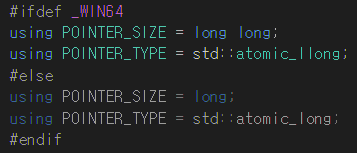 #ifdef _WIN64
using POINTER_SIZE = long long;
using POINTER_TYPE = std::atomic_llong;
#else
using POINTER_SIZE = long;
using POINTER_TYPE = std::atomic_long;
#endif